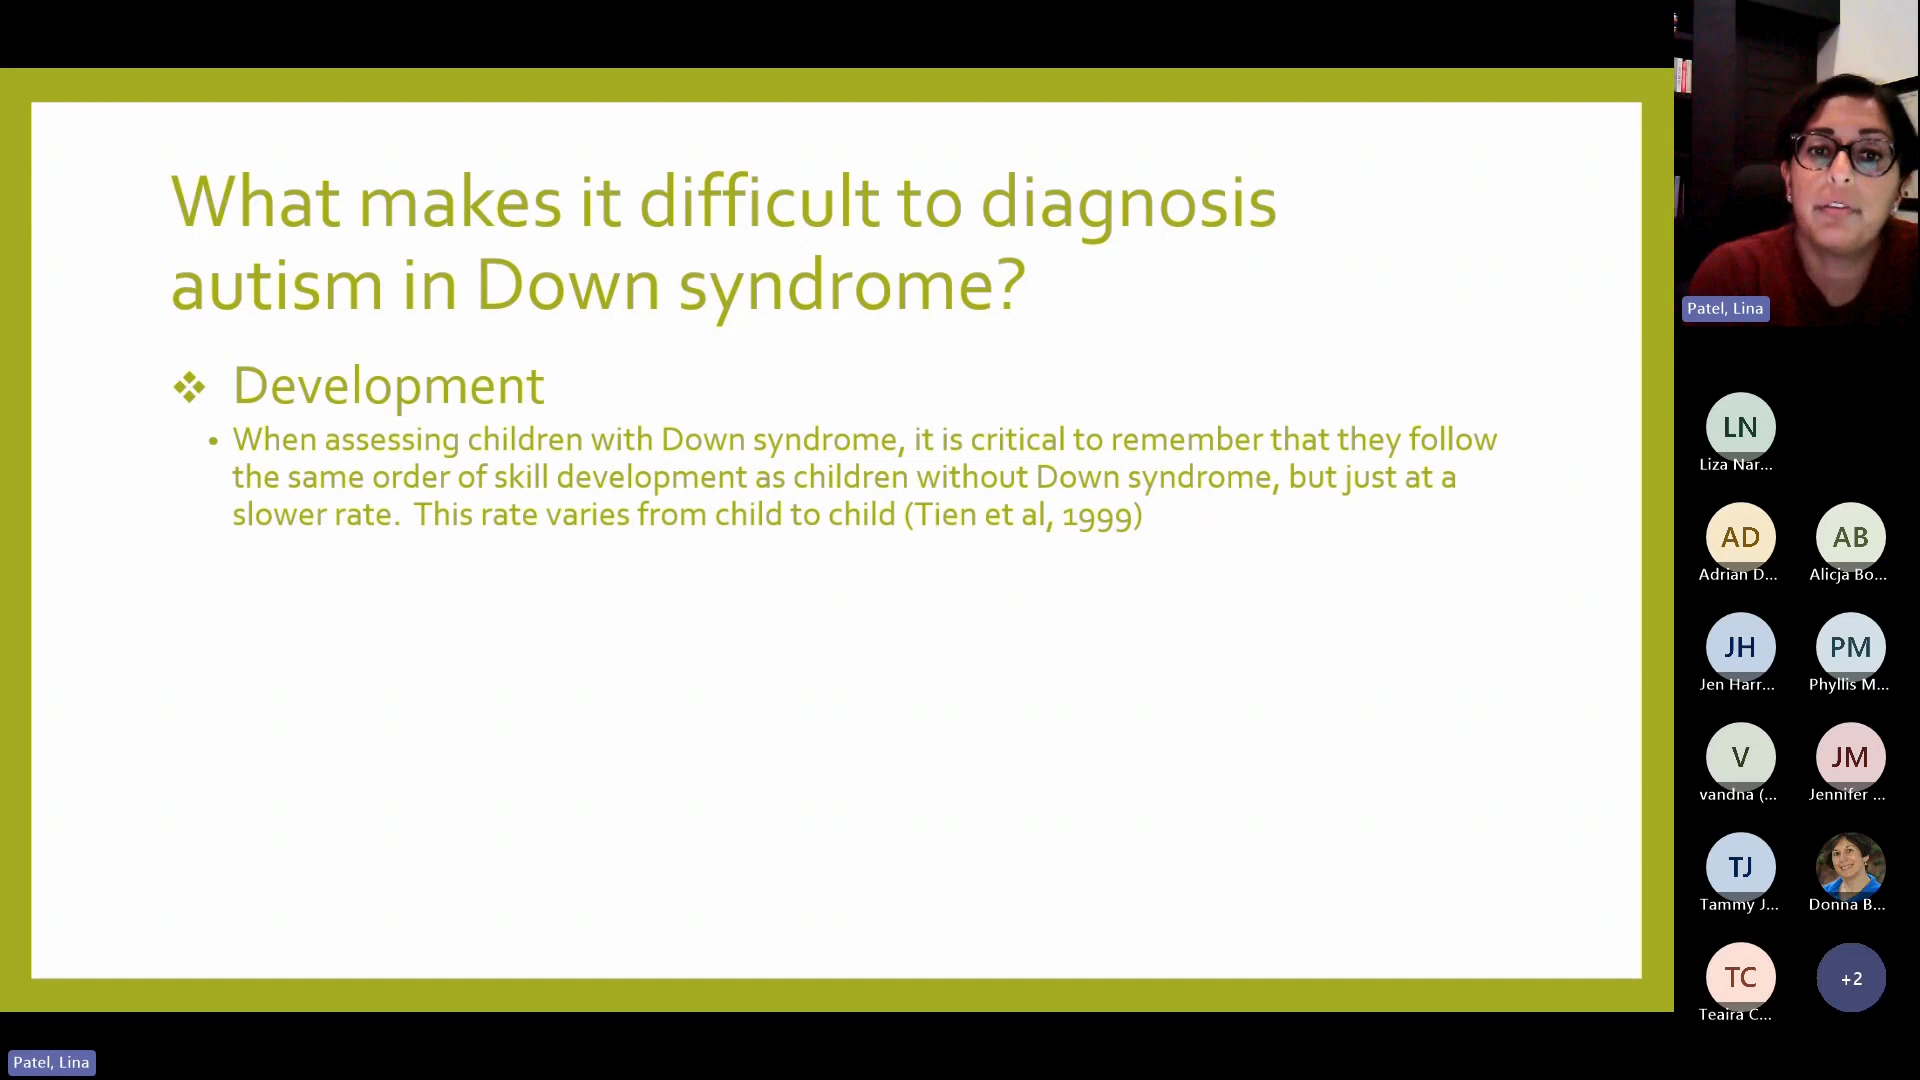 What makes it difficult to diagnosis
autism in Down syndrome?
❖ Development
• When assessing children with Down syndrome, it is critical to remember that they follow
the same order of skill development as children without Down syndrome, but just at a
slower rate.  This rate varies from child to child (Tien et al, 1999)
Patel, Lina
LN
Liza Nar...
AD
Adrian D...
AB
Alicja Bo...
JH
Jen Harr...
PM
Phyllis M...
V
vandna (...
JM
Jennifer ...
TJ
Tammy J...
Donna B...
TC
Teaira C...
+2
Patel, Lina